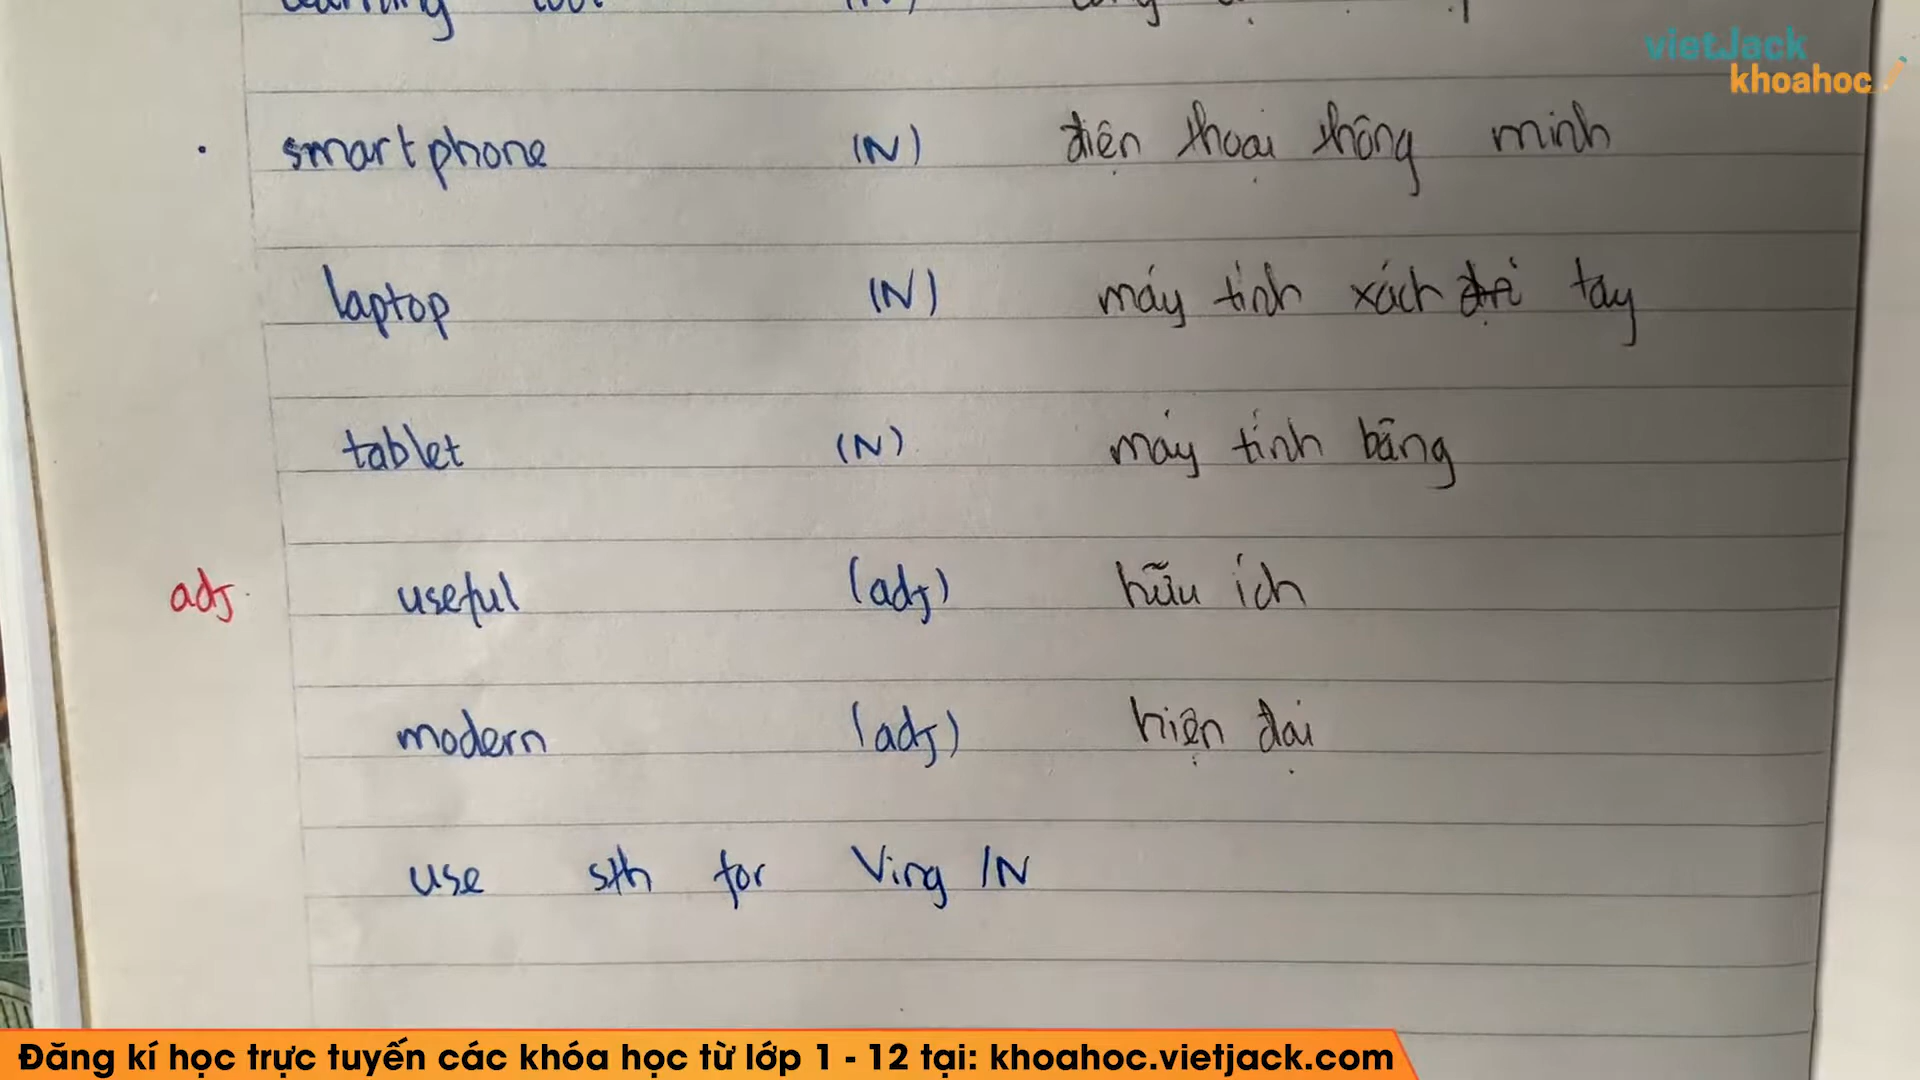 learning tool (N)
vietJack
khoahoc
smartphone (N) điện thoại thông minh
laptop (N) máy tính xách tay
tablet (N) máy tính bảng
adj useful (adj) hữu ích
modern (adj) hiện đại
use sth for Ving /N
Đăng kí học trực tuyến các khóa học từ lớp 1 - 12 tại: khoahoc.vietjack.com